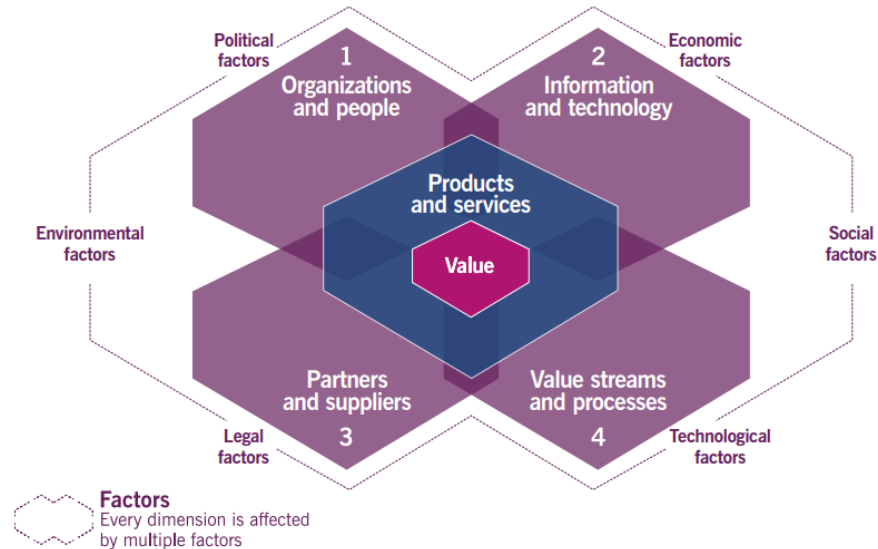 Political
factors
1
Organizations
and people
2
Information
and technology
Economic
factors
Products
and services
Environmental
factors
Value
Social
factors
Partners
and suppliers
3
Value streams
and processes
4
Legal
factors
Technological
factors
Factors
Every dimension is affected
by multiple factors